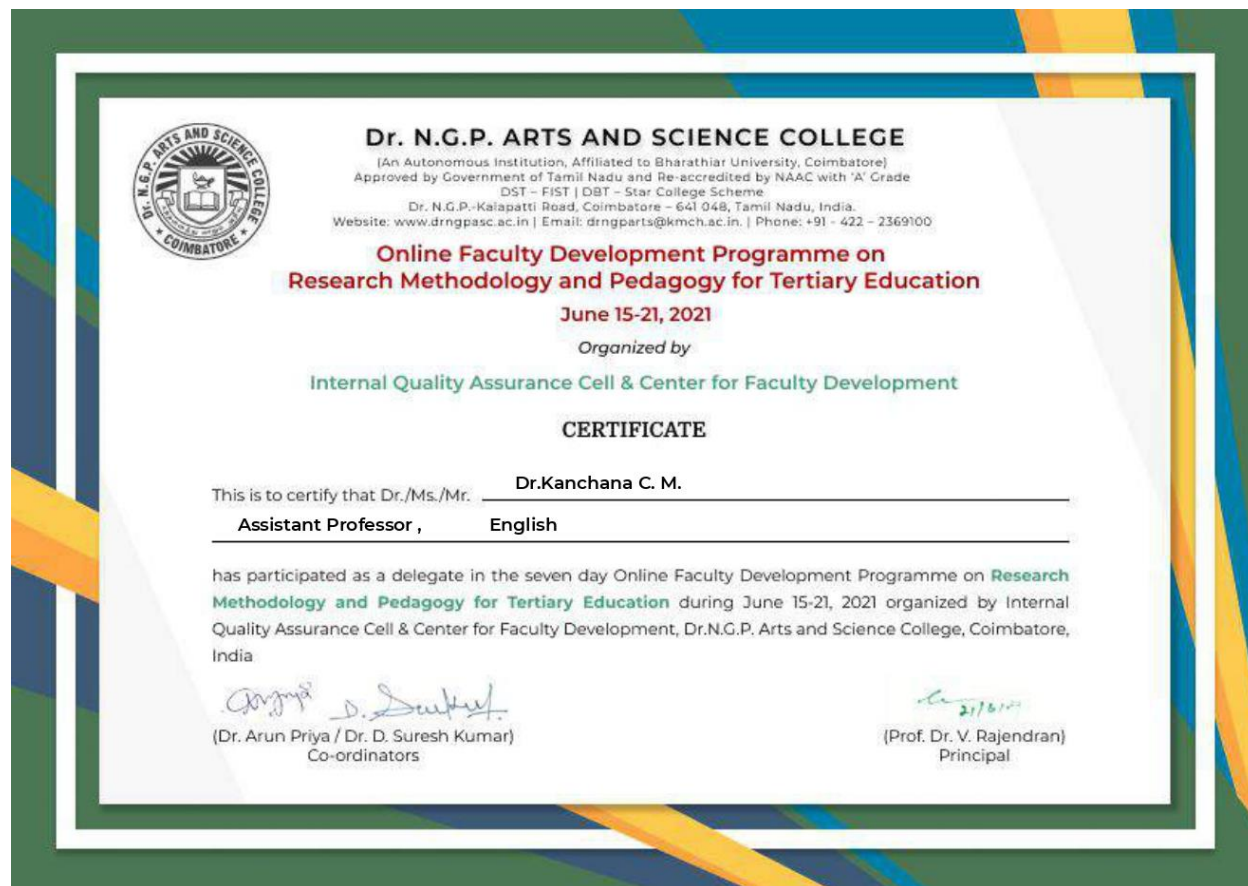 Dr. N.G.P. ARTS AND SCIENCE COLLEGE
COIMBATORE
Dr. N.G.P. ARTS AND SCIENCE COLLEGE
(An Autonomous Institution, Affiliated to Bharathiar University, Coimbatore)
Approved by Government of Tamil Nadu and Re-accredited by NAAC with 'A' Grade
DST – FIST | DBT – Star College Scheme
Dr. N.G.P.-Kalapatti Road, Coimbatore – 641 048, Tamil Nadu, India.
Website: www.drngpasc.ac.in | Email: drngparts@kmch.ac.in. | Phone: +91 - 422 – 2369100
Online Faculty Development Programme on
Research Methodology and Pedagogy for Tertiary Education
June 15-21, 2021
Organized by
Internal Quality Assurance Cell & Center for Faculty Development
CERTIFICATE
This is to certify that Dr./Ms./Mr. Dr.Kanchana C. M.
Assistant Professor , English
has participated as a delegate in the seven day Online Faculty Development Programme on Research
Methodology and Pedagogy for Tertiary Education during June 15-21, 2021 organized by Internal
Quality Assurance Cell & Center for Faculty Development, Dr.N.G.P. Arts and Science College, Coimbatore,
India
(Dr. Arun Priya / Dr. D. Suresh Kumar)
Co-ordinators
(Prof. Dr. V. Rajendran)
Principal